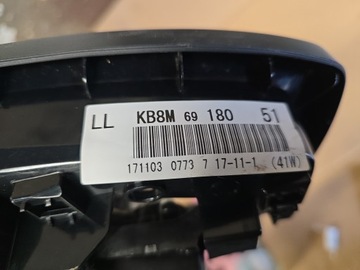 LL KB8M 69 180 51
171103 0773 7 17-11-1 (41W)